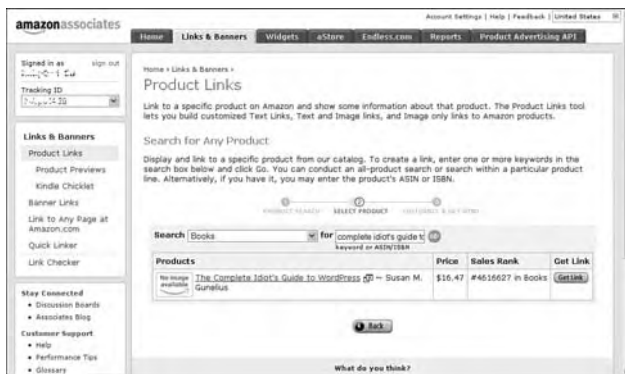 amazonassociates
Account Settings | Help | Feedback | United States
Home Links & Banners Widgets aStore Endless.com Reports Product Advertising API
Signed in as sign out
Tracking ID
Links & Banners
Product Links
Product Previews
Kindle Chicklet
Banner Links
Link to Any Page at
Amazon.com
Quick Linker
Link Checker
Stay Connected
• Discussion Boards
• Associates Blog
Customer Support
• Help
• Performance Tips
• Glossary
Home > Links & Banners >
Product Links
Link to a specific product on Amazon and show some information about that product. The Product Links tool
lets you build customized Text Links, Text and Image links, and Image only links to Amazon products.
Search for Any Product
Display and link to a specific product from our catalog. To create a link, enter one or more keywords in the
search box below and click Go. You can conduct an all-product search or search within a particular product
line. Alternatively, if you have it, you may enter the product's ASIN or ISBN.
PRODUCT SEARCH SELECT PRODUCT CUSTOMIZE & GET HTML
Search Books for complete idiot's guide t
keyword or ASIN/ISBN
Products Price Sales Rank Get Link
No image
available
The Complete Idiot's Guide to WordPress ~ Susan M.
Gunelius
$16.47 #4616627 in Books Get Link
Back
What do you think?